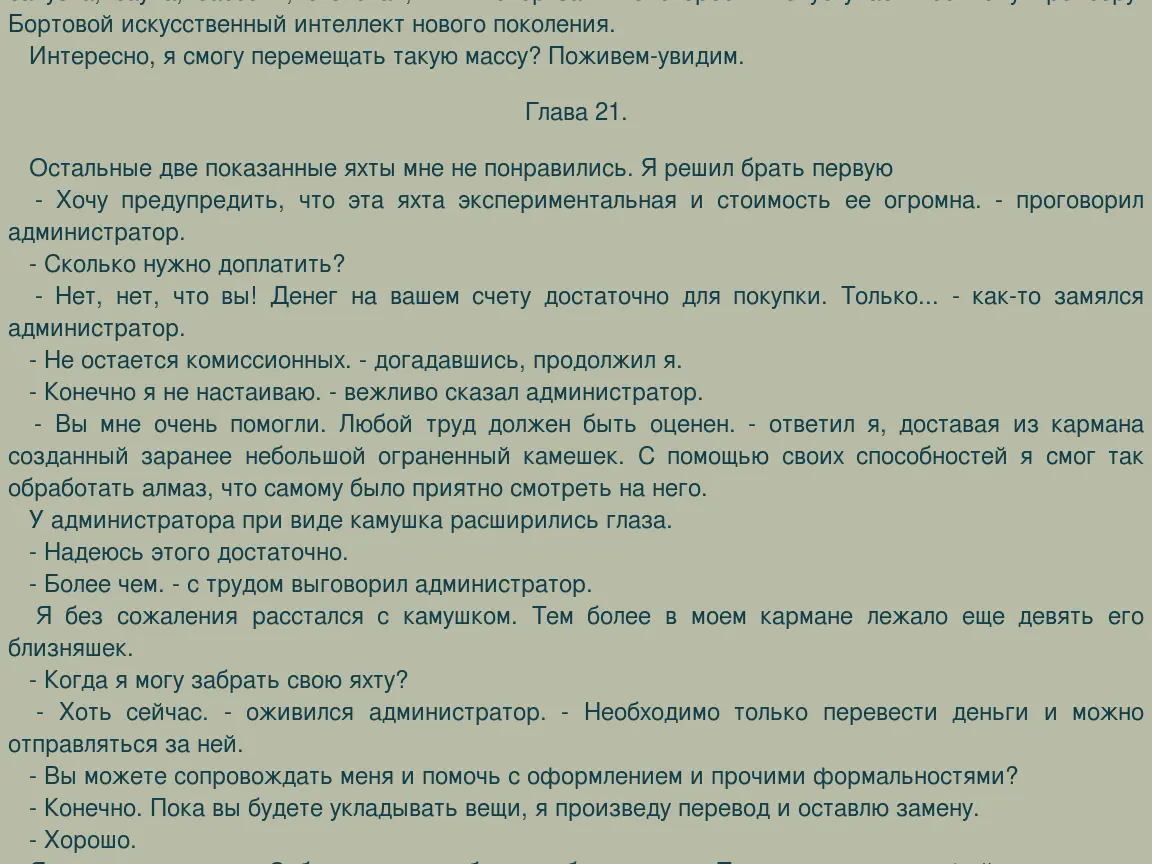 Бортовой искусственный интеллект нового поколения.
Интересно, я смогу перемещать такую массу? Поживем-увидим.
Глава 21.
Остальные две показанные яхты мне не понравились. Я решил брать первую
- Хочу предупредить, что эта яхта экспериментальная и стоимость ее огромна. - проговорил
администратор.
- Сколько нужно доплатить?
- Нет, нет, что вы! Денег на вашем счету достаточно для покупки. Только... - как-то замялся
администратор.
- Не остается комиссионных. - догадавшись, продолжил я.
- Конечно я не настаиваю. - вежливо сказал администратор.
- Вы мне очень помогли. Любой труд должен быть оценен. - ответил я, доставая из кармана
созданный заранее небольшой ограненный камешек. С помощью своих способностей я смог так
обработать алмаз, что самому было приятно смотреть на него.
У администратора при виде камушка расширились глаза.
- Надеюсь этого достаточно.
- Более чем. - с трудом выговорил администратор.
Я без сожаления расстался с камушком. Тем более в моем кармане лежало еще девять его
близняшек.
- Когда я могу забрать свою яхту?
- Хоть сейчас. - оживился администратор. - Необходимо только перевести деньги и можно
отправляться за ней.
- Вы можете сопровождать меня и помочь с оформлением и прочими формальностями?
- Конечно. Пока вы будете укладывать вещи, я произведу перевод и оставлю замену.
- Хорошо.